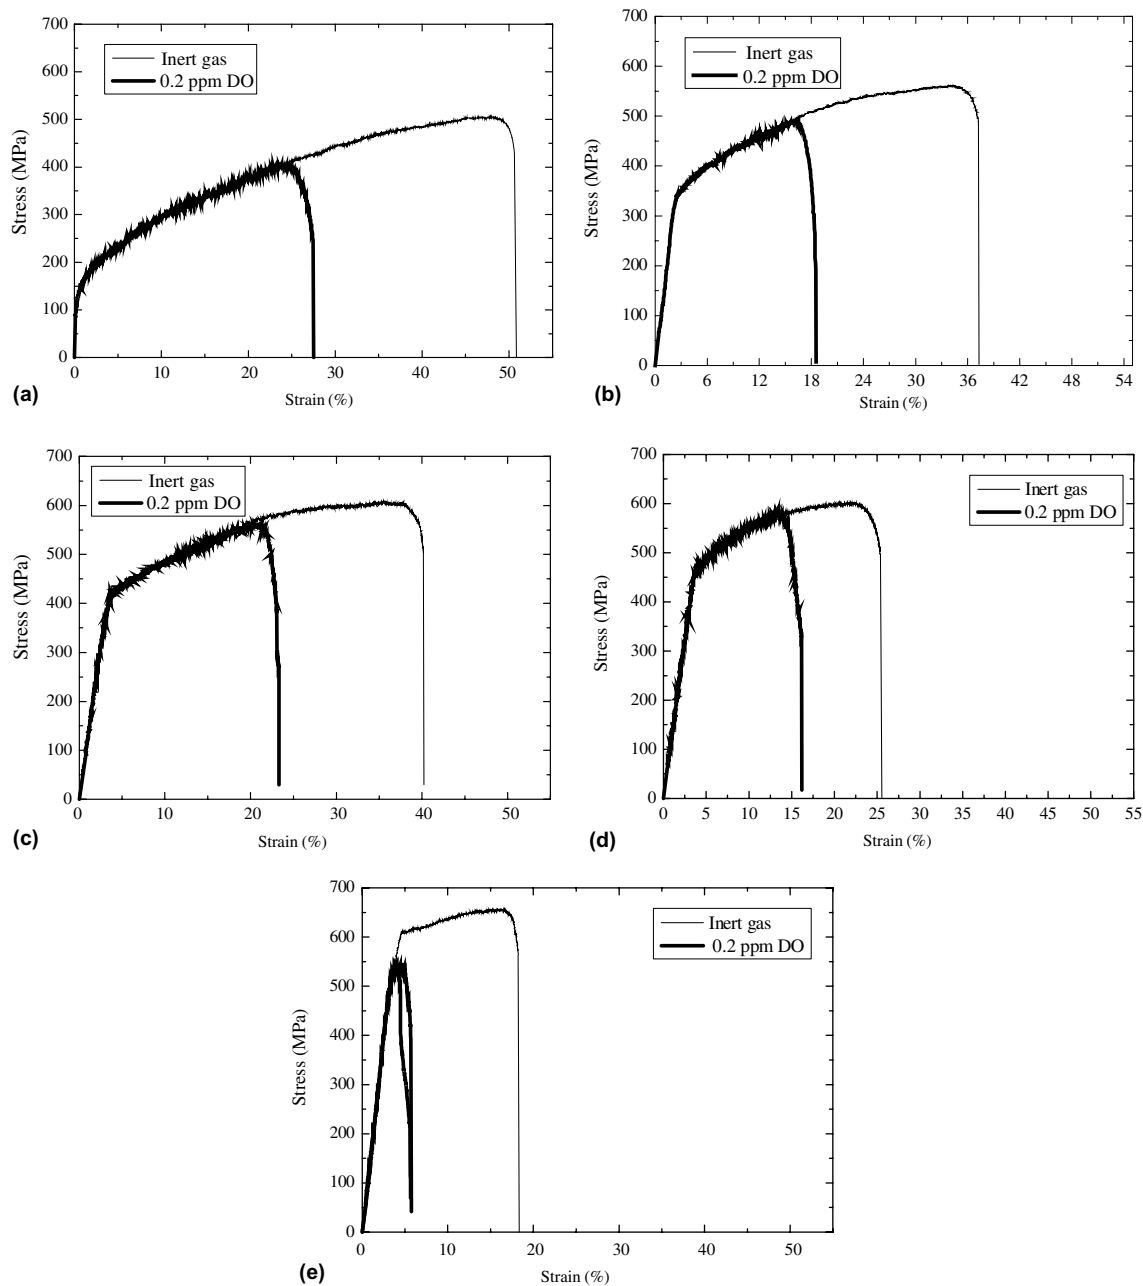 700
600
500
400
300
200
100
0
Stress (MPa)
Inert gas
0.2 ppm DO
0 10 20 30 40 50
Strain (%)
(a)
700
600
500
400
300
200
100
0
Stress (MPa)
Inert gas
0.2 ppm DO
0 6 12 18 24 30 36 42 48 54
Strain (%)
(b)
700
600
500
400
300
200
100
0
Stress (MPa)
Inert gas
0.2 ppm DO
0 10 20 30 40 50
Strain (%)
(c)
700
600
500
400
300
200
100
0
Stress (MPa)
Inert gas
0.2 ppm DO
0 5 10 15 20 25 30 35 40 45 50 55
Strain (%)
(d)
700
600
500
400
300
200
100
0
Stress (MPa)
Inert gas
0.2 ppm DO
0 10 20 30 40 50
Strain (%)
(e)